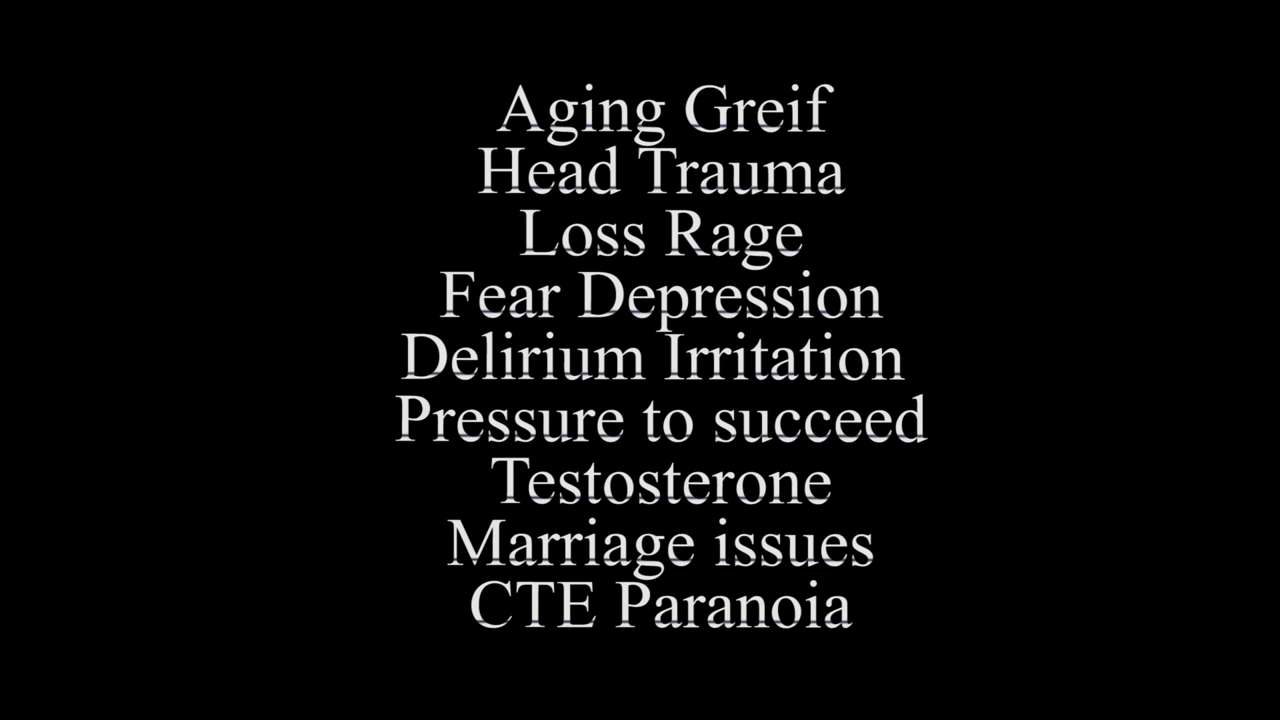 Aging Greif
Head Trauma
Loss Rage
Fear Depression
Delirium Irritation
Pressure to succeed
Testosterone
Marriage issues
CTE Paranoia